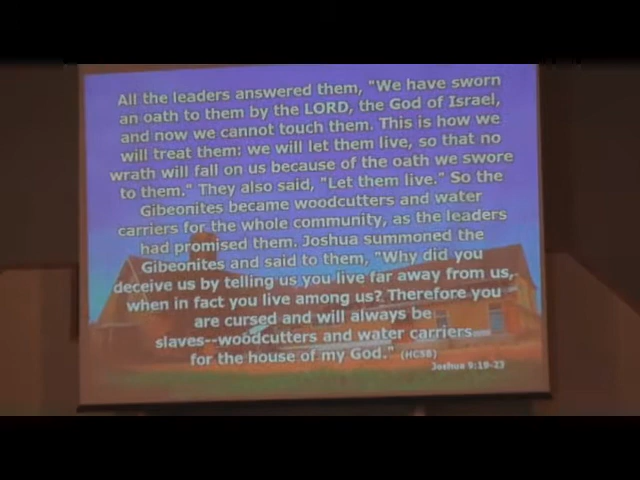 All the leaders answered them, "We have sworn
an oath to them by the LORD, the God of Israel,
and now we cannot touch them. This is how we
will treat them: we will let them live, so that no
wrath will fall on us because of the oath we swore
to them." They also said, "Let them live." So the
Gibeonites became woodcutters and water
carriers for the whole community, as the leaders
had promised them. Joshua summoned the
Gibeonites and said to them, "Why did you
deceive us by telling us you live far away from us,
when in fact you live among us? Therefore you
are cursed and will always be
slaves--woodcutters and water carriers
for the house of my God." (HCSB)
Joshua 9:19-23